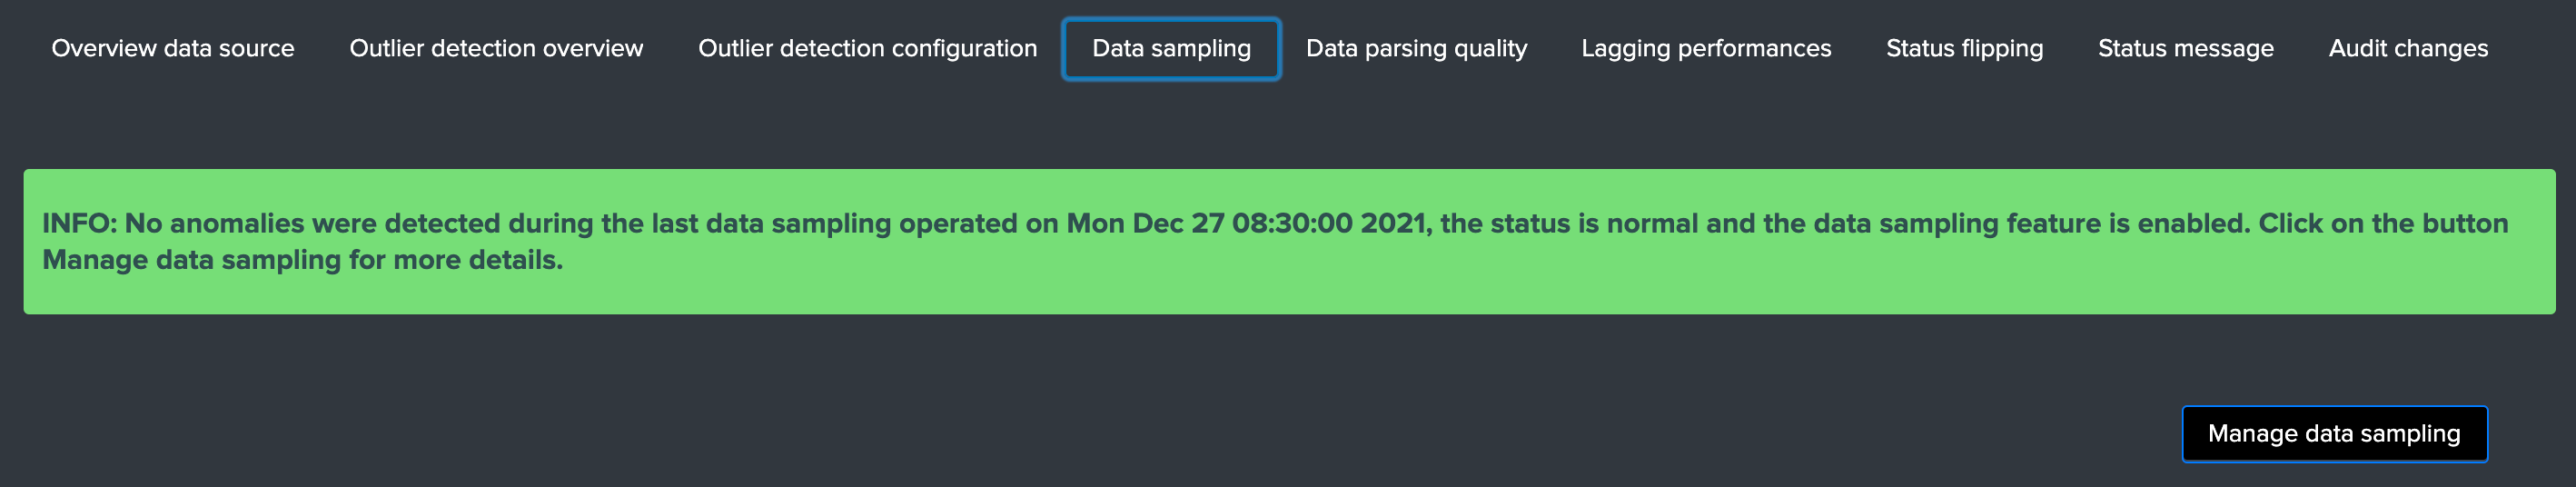 Overview data source Outlier detection overview Outlier detection configuration Data sampling Data parsing quality Lagging performances Status flipping Status message Audit changes
INFO: No anomalies were detected during the last data sampling operated on Mon Dec 27 08:30:00 2021, the status is normal and the data sampling feature is enabled. Click on the button
Manage data sampling for more details.
Manage data sampling